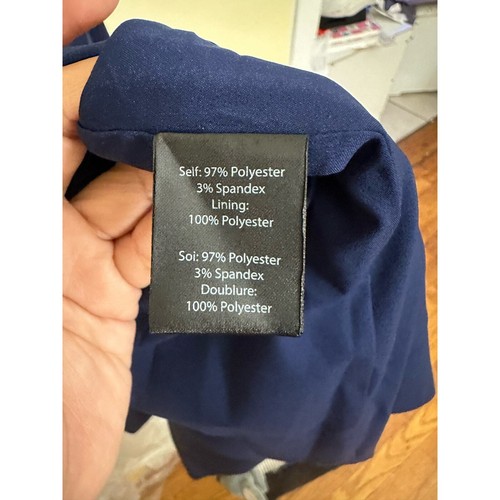 Self: 97% Polyester
3% Spandex
Lining:
100% Polyester
Soi: 97% Polyester
3% Spandex
Doublure:
100% Polyester